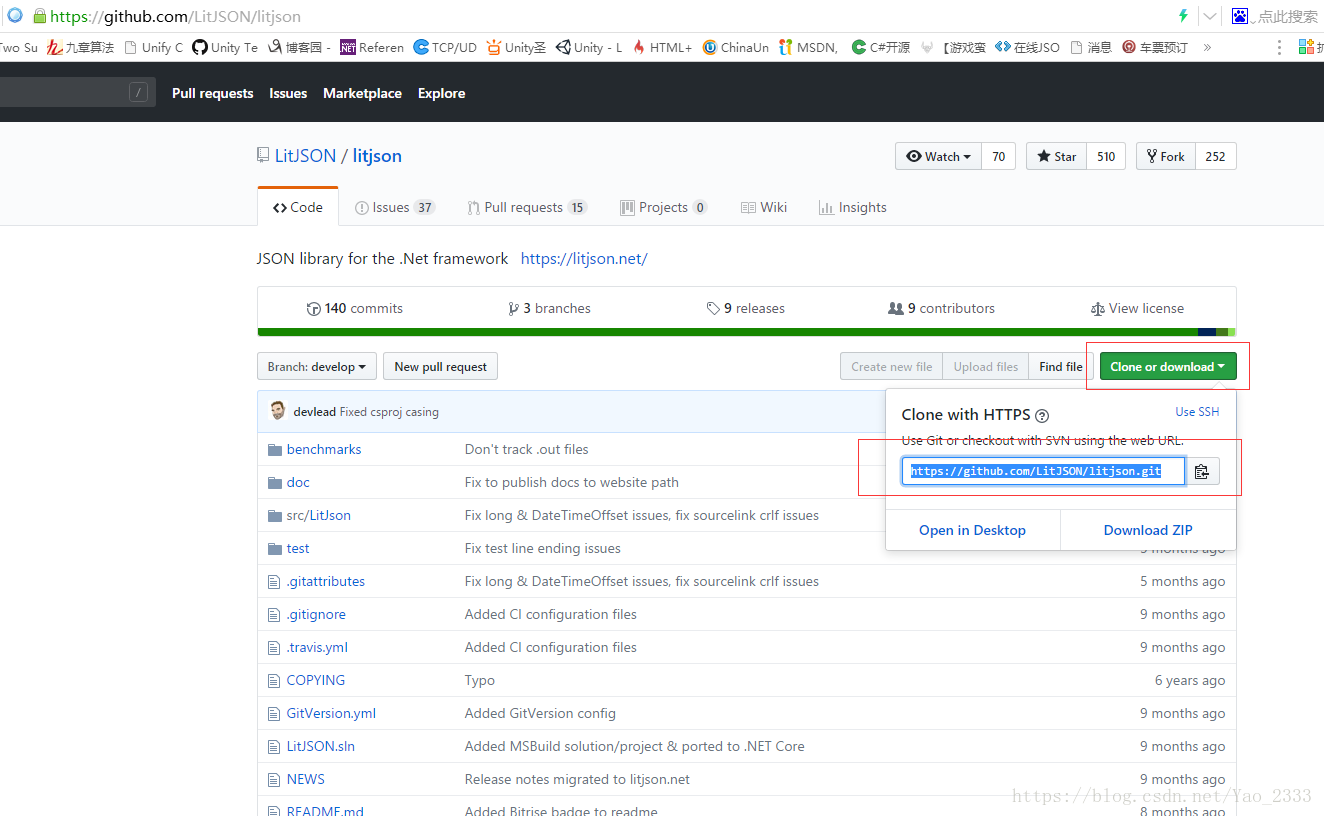 https://github.com/LitJSON/litjson 点此搜索
Two Su 九章算法 Unify C Unity Te 博客园 - Referen TCP/UD Unity圣 Unity - L HTML+ ChinaUn MSDN, C#开源 【游戏蛮 在线JSO 消息 车票预订 »
/ Pull requests Issues Marketplace Explore
LitJSON / litjson Watch 70 Star 510 Fork 252
Code Issues 37 Pull requests 15 Projects 0 Wiki Insights
JSON library for the .Net framework https://litjson.net/
140 commits 3 branches 9 releases 9 contributors View license
Branch: develop New pull request Create new file Upload files Find file Clone or download
devlead Fixed csproj casing
Clone with HTTPS ? Use SSH
Use Git or checkout with SVN using the web URL.
https://github.com/LitJSON/litjson.git
Open in Desktop Download ZIP
benchmarks Don't track .out files
doc Fix to publish docs to website path
src/LitJson Fix long & DateTimeOffset issues, fix sourcelink crlf issues
test Fix test line ending issues 5 months ago
.gitattributes Fix long & DateTimeOffset issues, fix sourcelink crlf issues 5 months ago
.gitignore Added CI configuration files 9 months ago
.travis.yml Added CI configuration files 9 months ago
COPYING Typo 6 years ago
GitVersion.yml Added GitVersion config 9 months ago
LitJSON.sln Added MSBuild solution/project & ported to .NET Core 9 months ago
NEWS Release notes migrated to litjson.net 9 months ago
README.md Added Bitrise badge to readme 8 months ago
https://blog.csdn.net/Yao_2333